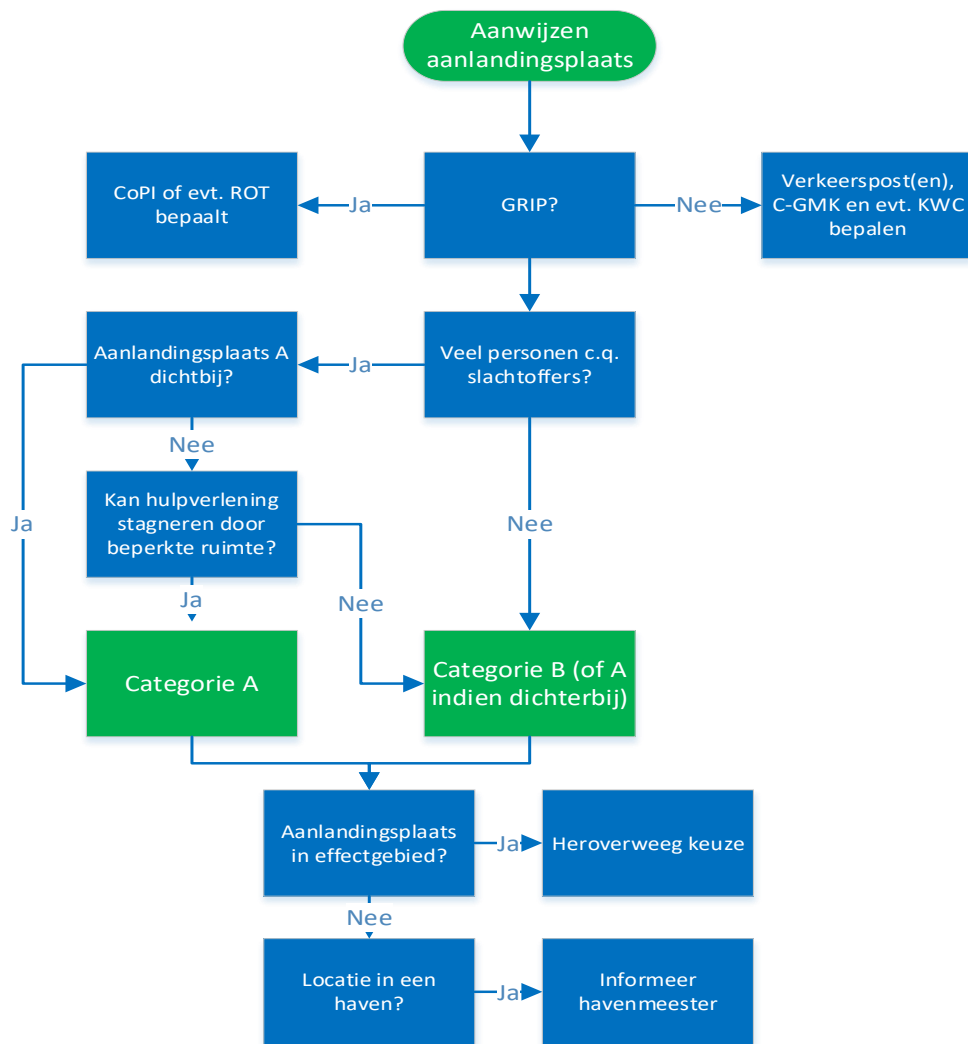 Aanwijzen
aanlandingsplaats
CoPI of evt. ROT
bepaalt
Ja
GRIP?
Nee
Verkeerspost(en),
C-GMK en evt. KWC
bepalen
Aanlandingsplaats A
dichtbij?
Ja
Veel personen c.q.
slachtoffers?
Nee
Kan hulpverlening
stagneren door
beperkte ruimte?
Ja
Nee
Ja
Nee
Categorie A
Categorie B (of A
indien dichterbij)
Aanlandingsplaats
in effectgebied?
Ja
Heroverweeg keuze
Nee
Locatie in een
haven?
Ja
Informeer
havenmeester